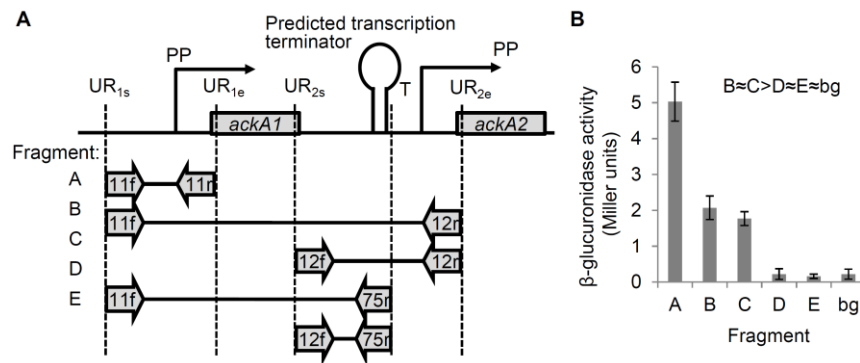 A
Predicted transcription
terminator
PP
PP
UR1s
UR1e
UR2s
T
UR2e
ackA1
ackA2
Fragment:
A
11f
11r
B
11f
12r
C
12f
12r
D
11f
75r
E
12f
75r
B
β-glucuronidase activity
(Miller units)
6
5
4
3
2
1
0
B≈C>D≈E≈bg
A B C D E bg
Fragment